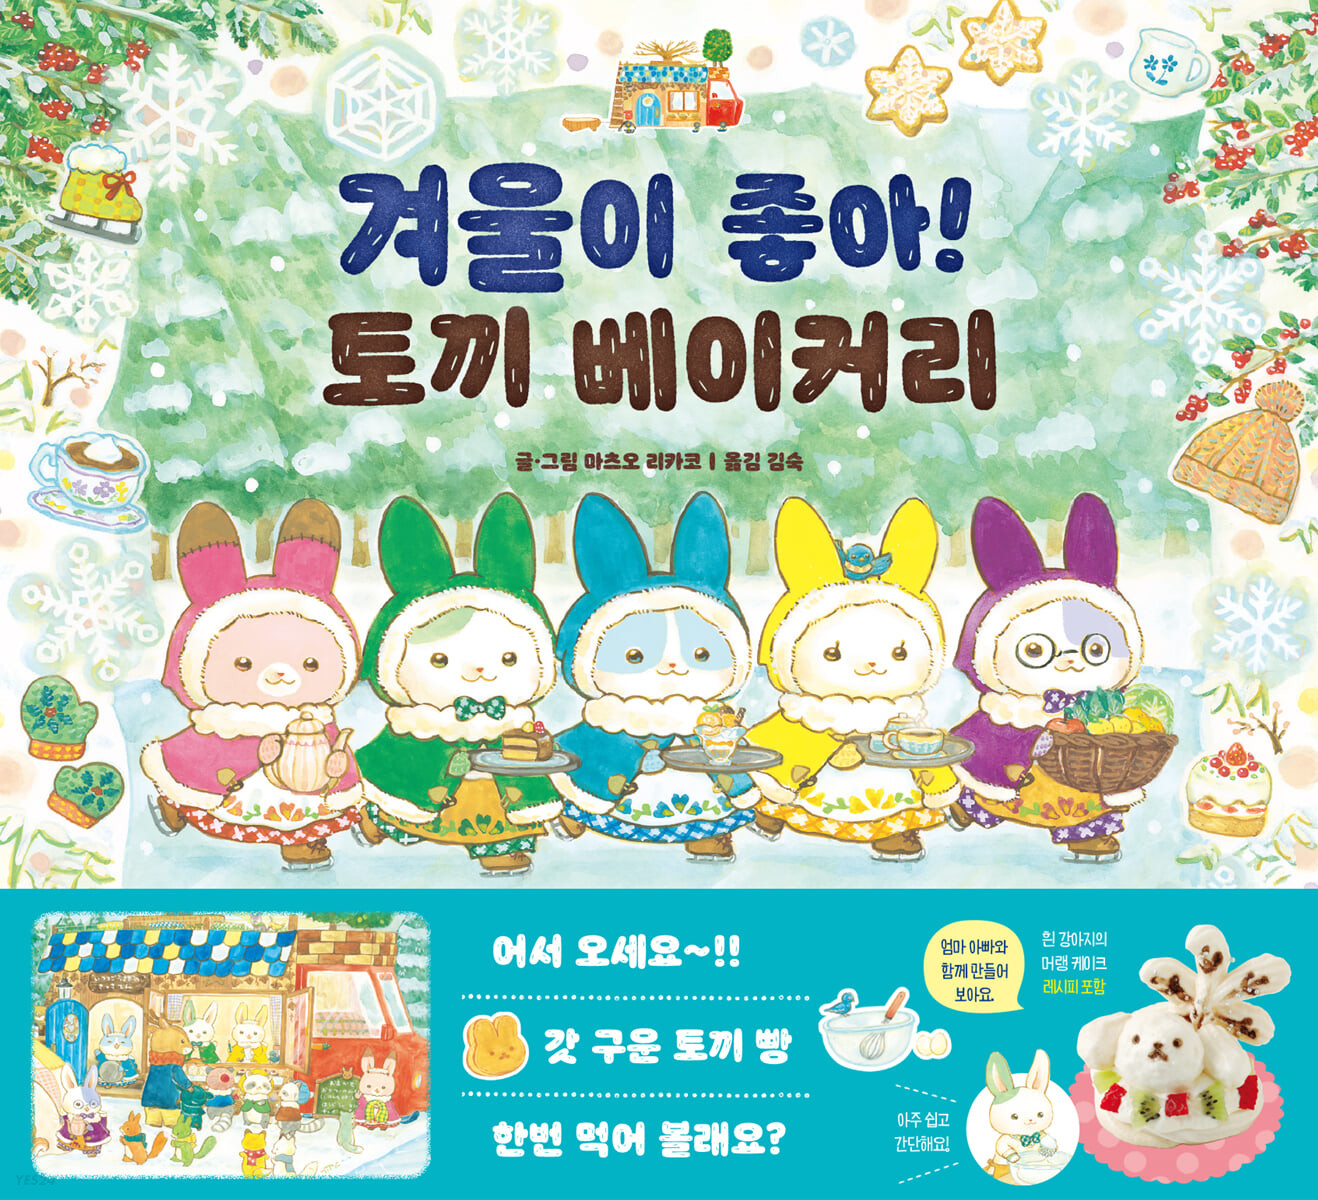 겨울이 좋아!
토끼 베이커리
글·그림 마츠오 리카코 | 옮김 김숙
어서 오세요~!!
갓 구운 토끼 빵
한번 먹어 볼래요?
엄마 아빠와
함께 만들어
보아요.
흰 강아지의
머랭 케이크
레시피 포함
아주 쉽고
간단해요!
YES24